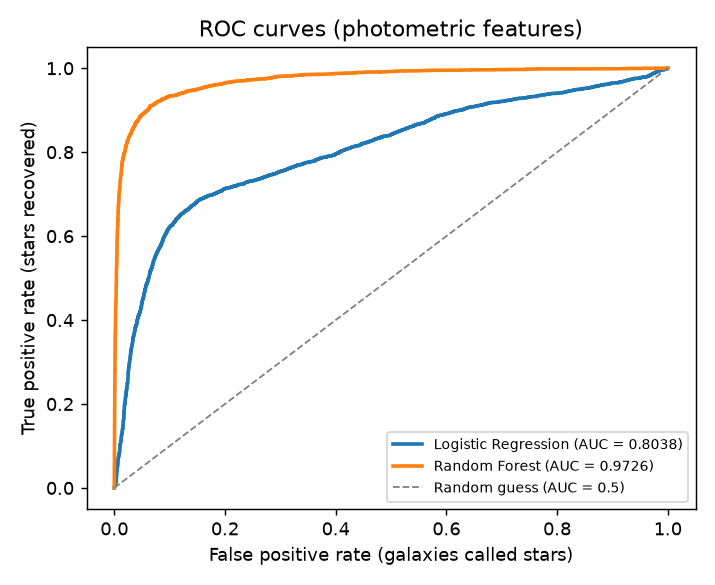 ROC curves (photometric features)
True positive rate (stars recovered)
1.0
0.8
0.6
0.4
0.2
0.0
0.0 0.2 0.4 0.6 0.8 1.0
False positive rate (galaxies called stars)
Logistic Regression (AUC = 0.8038)
Random Forest (AUC = 0.9726)
Random guess (AUC = 0.5)